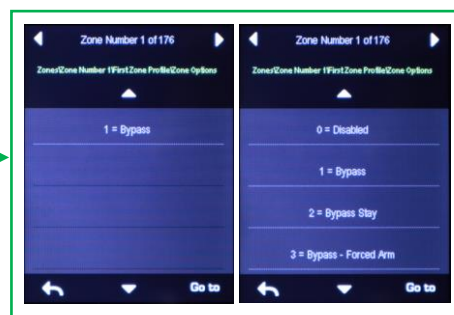 Zone Number 1 of 176
Zones\Zone Number 1\First Zone Profile\Zone Options
1 = Bypass
Go to
Zone Number 1 of 176
Zones\Zone Number 1\First Zone Profile\Zone Options
0 = Disabled
1 = Bypass
2 = Bypass Stay
3 = Bypass - Forced Arm
Go to